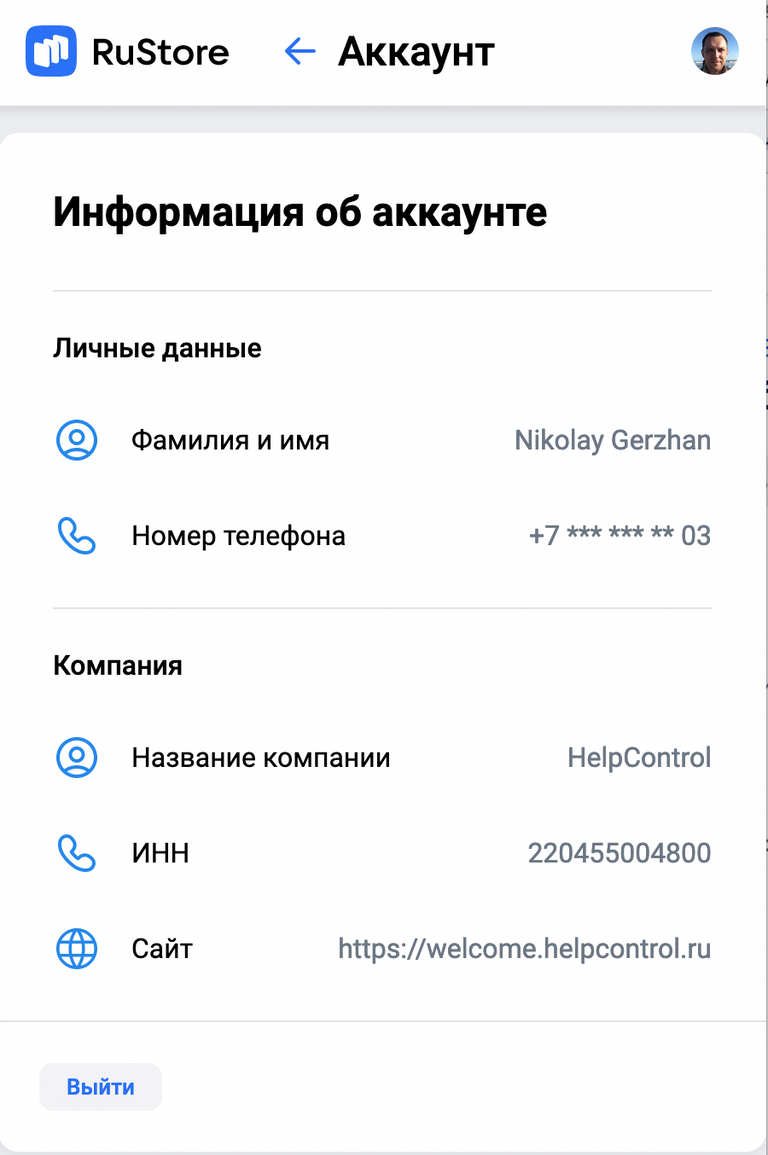 RuStore
Аккаунт
Информация об аккаунте
Личные данные
Фамилия и имя Nikolay Gerzhan
Номер телефона +7 *** *** ** 03
Компания
Название компании HelpControl
ИНН 220455004800
Сайт https://welcome.helpcontrol.ru
Выйти